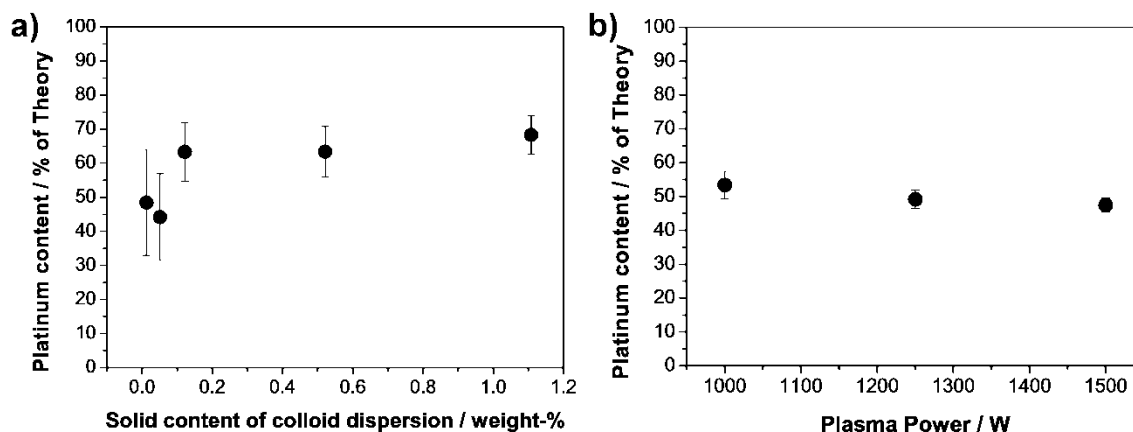 a)
Platinum content / % of Theory
100
90
80
70
60
50
40
30
20
10
0
0.0 0.2 0.4 0.6 0.8 1.0 1.2
Solid content of colloid dispersion / weight-%
b)
Platinum content / % of Theory
100
90
80
70
60
50
40
30
20
10
0
1000 1100 1200 1300 1400 1500
Plasma Power / W